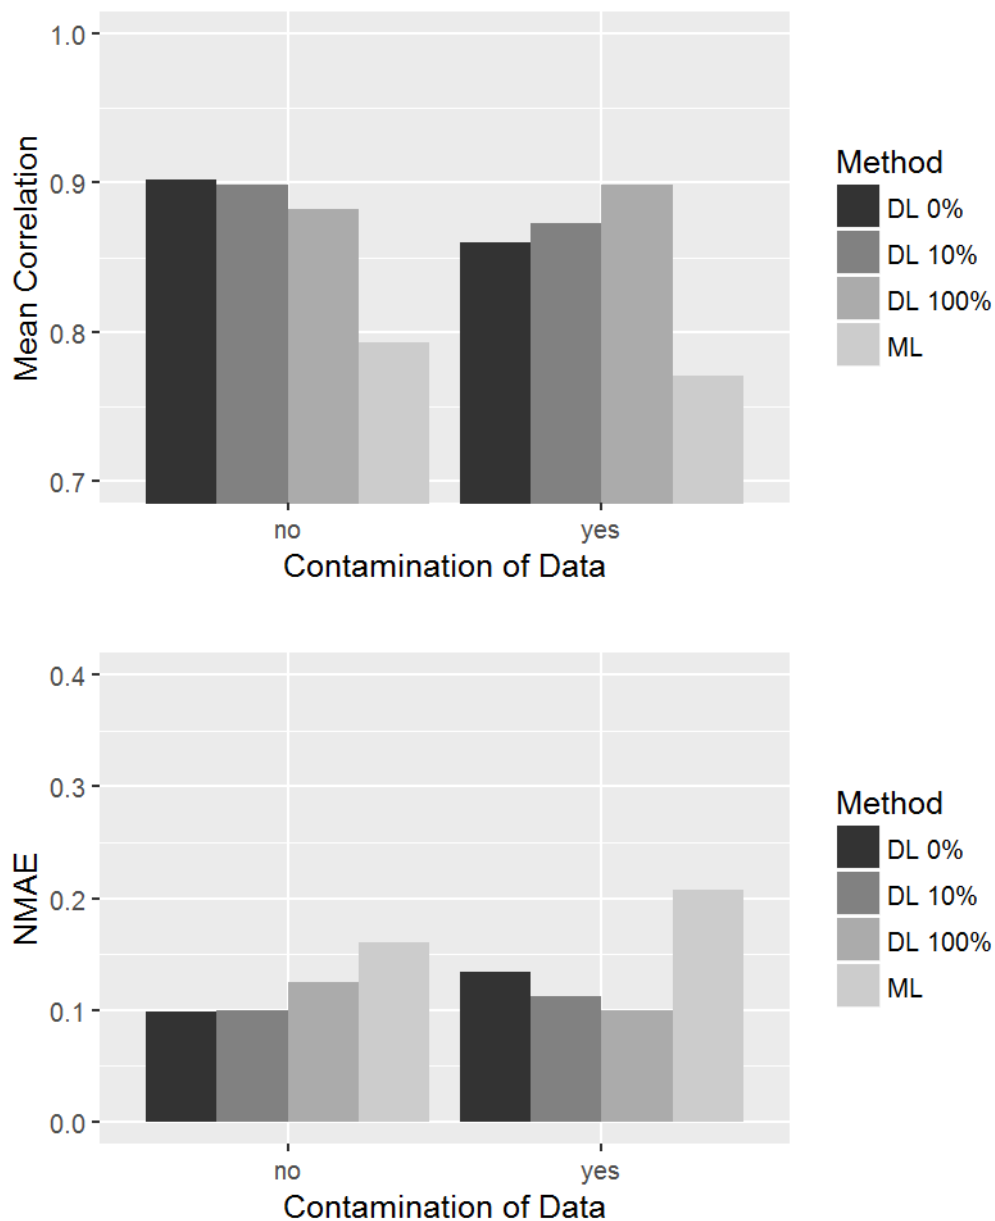 1.0
0.9
0.8
0.7
Mean Correlation
no
yes
Contamination of Data
Method
DL 0%
DL 10%
DL 100%
ML
0.4
0.3
0.2
0.1
0.0
NMAE
no
yes
Contamination of Data
Method
DL 0%
DL 10%
DL 100%
ML